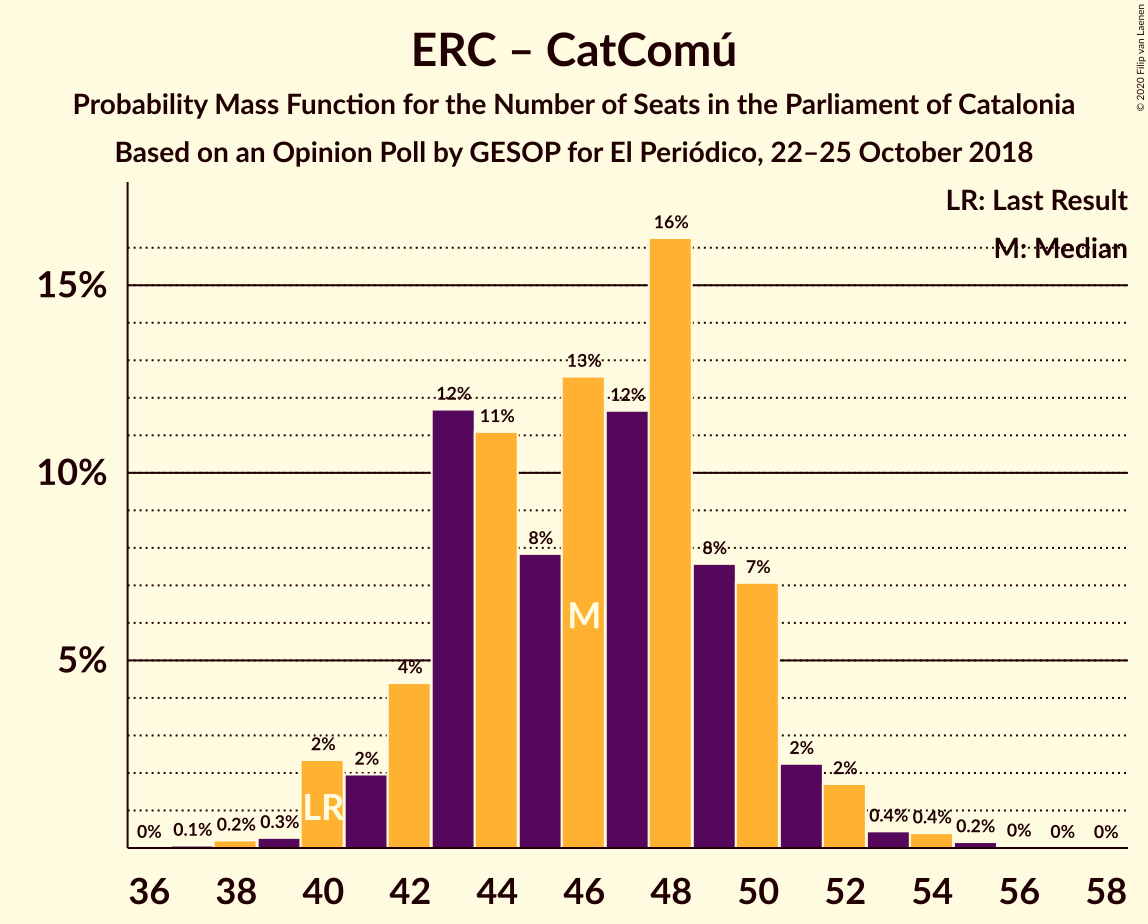 ERC – CatComú
Probability Mass Function for the Number of Seats in the Parliament of Catalonia
Based on an Opinion Poll by GESOP for El Periódico, 22–25 October 2018
© 2020 Filip van Laenen
LR: Last Result
M: Median
15%
10%
5%
0%
0.1%
0.2%
0.3%
2%
2%
4%
12%
11%
8%
13%
12%
16%
8%
7%
2%
2%
0.4%
0.4%
0.2%
0%
0%
0%
LR
M
36 38 40 42 44 46 48 50 52 54 56 58